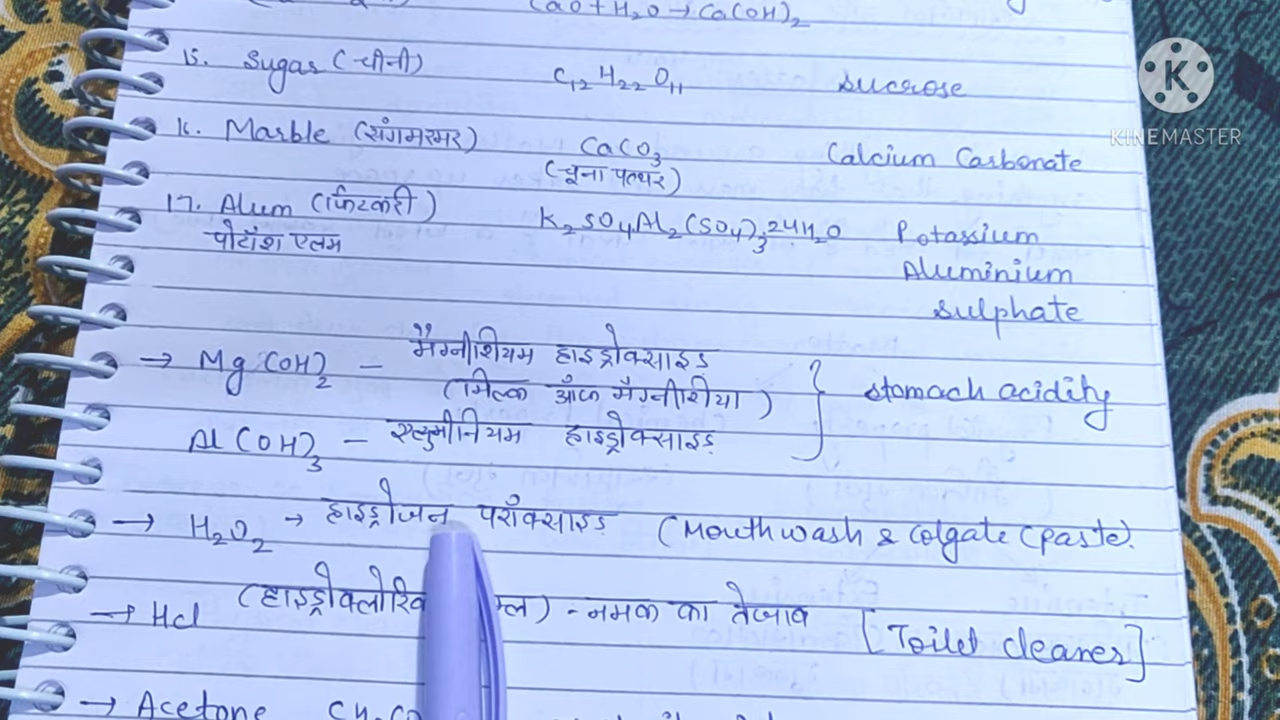 CaO + H₂O → Ca(OH)₂
15. Sugar (चीनी) C₁₂H₂₂O₁₁ sucrose
16. Marble (संगमरमर) CaCO₃ Calcium Carbonate
(चूना पत्थर)
17. Alum (फिटकरी) K₂SO₄Al₂(SO₄)₃24H₂O Potassium
पोटाश एलम Aluminium
sulphate
→ Mg(OH)₂ – मैग्नीशियम हाइड्रोक्साइड
(मिल्क ऑफ मैग्नीशिया) } stomach acidity
Al(OH)₃ – एल्युमीनियम हाइड्रोक्साइड
→ H₂O₂ → हाइड्रोजन परॉक्साइड (Mouthwash & Colgate (paste).
→ HCl (हाइड्रोक्लोरिक म्ल) - नमक का तेजाब [Toilet cleaner]
→ Acetone
KINEMASTER